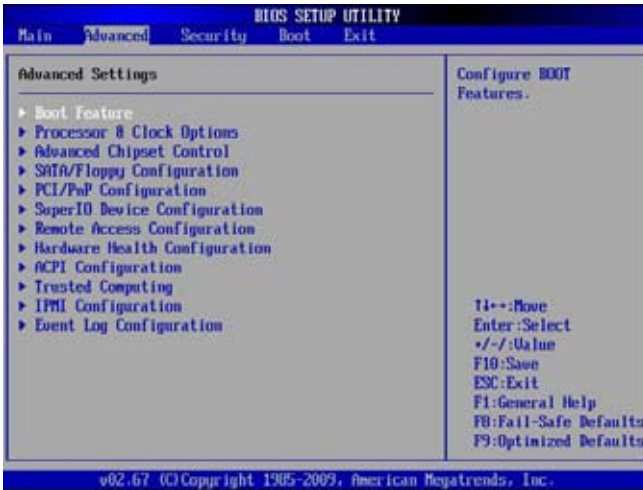 BIOS SETUP UTILITY
Main Advanced Security Boot Exit
Advanced Settings
Configure BOOT
Features.
▶ Boot Feature
▶ Processor & Clock Options
▶ Advanced Chipset Control
▶ SATA/Floppy Configuration
▶ PCI/PnP Configuration
▶ SuperIO Device Configuration
▶ Remote Access Configuration
▶ Hardware Health Configuration
▶ ACPI Configuration
▶ Trusted Computing
▶ IPMI Configuration
▶ Event Log Configuration
↑↓←→:Move
Enter:Select
+/-/:Value
F10:Save
ESC:Exit
F1:General Help
F8:Fail-Safe Defaults
F9:Optimized Defaults
v02.67 (C)Copyright 1985-2009, American Megatrends, Inc.